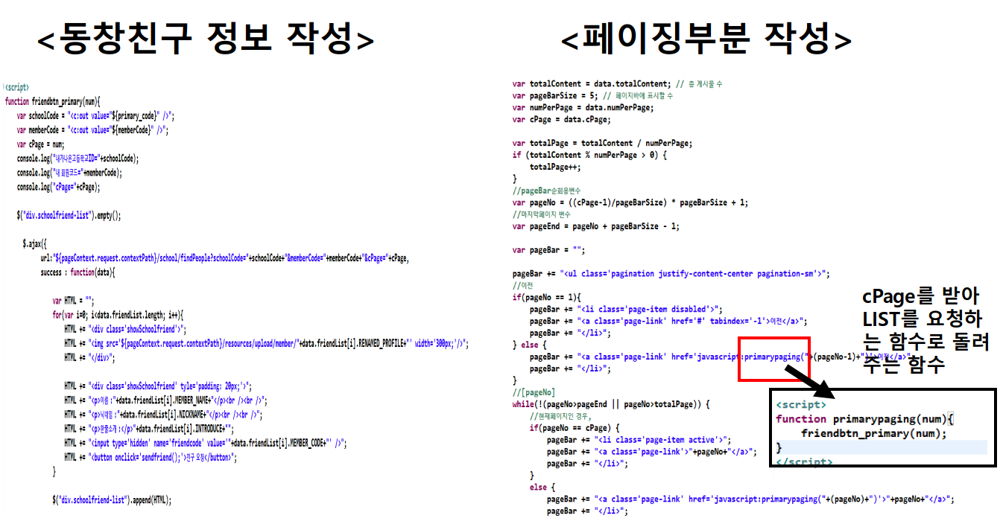 <동창친구 정보 작성>
<script>
function friendbtn_primary(num){
var schoolCode = "<c:out value="${primary_code}" />";
var memberCode = "<c:out value="${memberCode}" />";
var cPage = num;
console.log("내가나온고등학교ID="+schoolCode);
console.log("내 회원코드="+memberCode);
console.log("cPage="+cPage);
$("div.schoolfriend-list").empty();
$.ajax({
url:"${pageContext.request.contextPath}/school/findPeople?schoolCode="+schoolCode+"&memberCode="+memberCode+"&cPage="+cPage,
success : function(data){
var HTML = "";
for(var i=0; i<data.friendList.length; i++){
HTML += "<div class='showSchoolfriend'>";
HTML += "<img src='${pageContext.request.contextPath}/resources/upload/member/"+data.friendList[i].RENAMED_PROFILE+"' width='300px;'/>";
HTML += "</div>";
HTML += "<div class='showSchoolfriend' tyle='padding: 20px;'>";
HTML += "<p>이름 :"+data.friendList[i].MEMBER_NAME+"</p><br /><br />";
HTML += "<p>닉네임 :"+data.friendList[i].NICKNAME+"</p><br /><br />";
HTML += "<p>한줄소개 :</p>"+data.friendList[i].INTRODUCE+"";
HTML += "<input type='hidden' name='friendcode' value='"+data.friendList[i].MEMBER_CODE+"' />";
HTML += "<button onclick='sendfriend();'>친구 요청</button>";
}
$("div.schoolfriend-list").append(HTML);
<페이징부분 작성>
var totalContent = data.totalContent; // 총 게시물 수
var pageBarSize = 5; // 페이지바에 표시할 수
var numPerPage = data.numPerPage;
var cPage = data.cPage;
var totalPage = totalContent / numPerPage;
if (totalContent % numPerPage > 0) {
totalPage++;
}
//pageBar순회용변수
var pageNo = ((cPage-1)/pageBarSize) * pageBarSize + 1;
//마지막페이지 변수
var pageEnd = pageNo + pageBarSize - 1;
var pageBar = "";
pageBar += "<ul class='pagination justify-content-center pagination-sm'>";
//이전
if(pageNo == 1){
pageBar += "<li class='page-item disabled'>";
pageBar += "<a class='page-link' href='#' tabindex='-1'>이전</a>";
pageBar += "</li>";
} else {
pageBar += "<a class='page-link' href='javascript:primarypaging("+(pageNo-1)+")'>이전</a>";
pageBar += "</li>";
}
//[pageNo]
while(!(pageNo>pageEnd || pageNo>totalPage)) {
//현재페이지인 경우,
if(pageNo == cPage) {
pageBar += "<li class='page-item active'>";
pageBar += "<a class='page-link'>"+pageNo+"</a>";
pageBar += "</li>";
}
else {
pageBar += "<a class='page-link' href='javascript:primarypaging("+(pageNo)+")'>"+pageNo+"</a>";
pageBar += "</li>";
cPage를 받아
LIST를 요청하
는 함수로 돌려
주는 함수
<script>
function primarypaging(num){
friendbtn_primary(num);
}
</script>